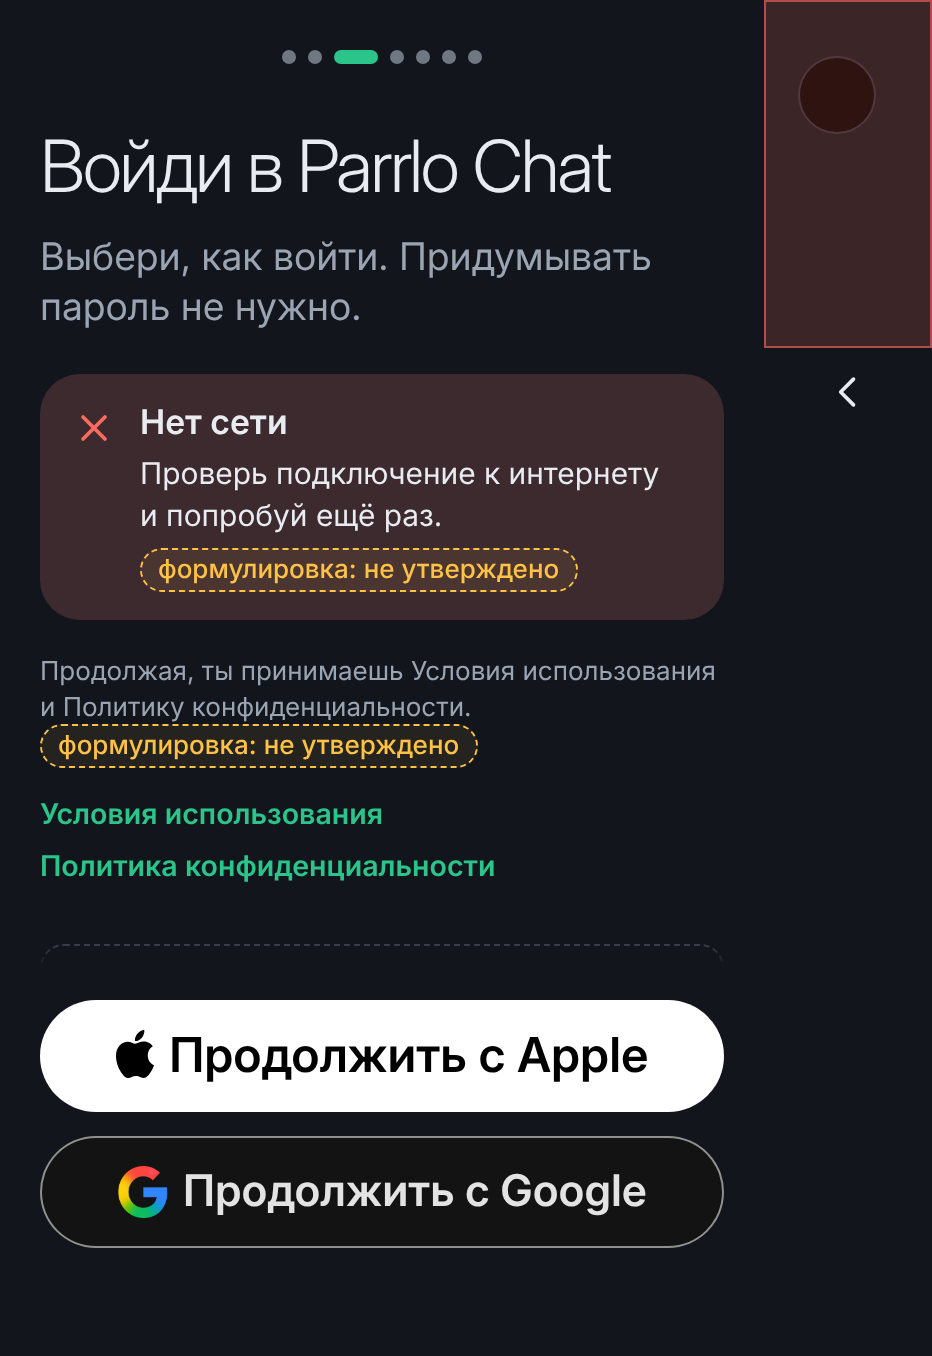 Войди в Parrlo Chat
Выбери, как войти. Придумывать
пароль не нужно.
Нет сети
Проверь подключение к интернету
и попробуй ещё раз.
формулировка: не утверждено
Продолжая, ты принимаешь Условия использования
и Политику конфиденциальности.
формулировка: не утверждено
Условия использования
Политика конфиденциальности
Продолжить с Apple
Продолжить с Google